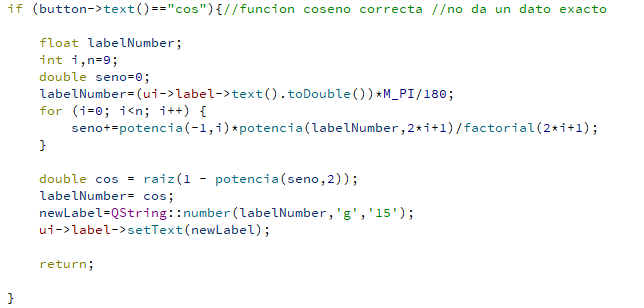 if (button->text()=="cos"){//funcion coseno correcta //no da un dato exacto
float labelNumber;
int i,n=9;
double seno=0;
labelNumber=(ui->label->text().toDouble())*M_PI/180;
for (i=0; i<n; i++) {
seno+=potencia(-1,i)*potencia(labelNumber,2*i+1)/factorial(2*i+1);
}
double cos = raiz(1 - potencia(seno,2));
labelNumber= cos;
newLabel=QString::number(labelNumber,'g','15');
ui->label->setText(newLabel);
return;
}